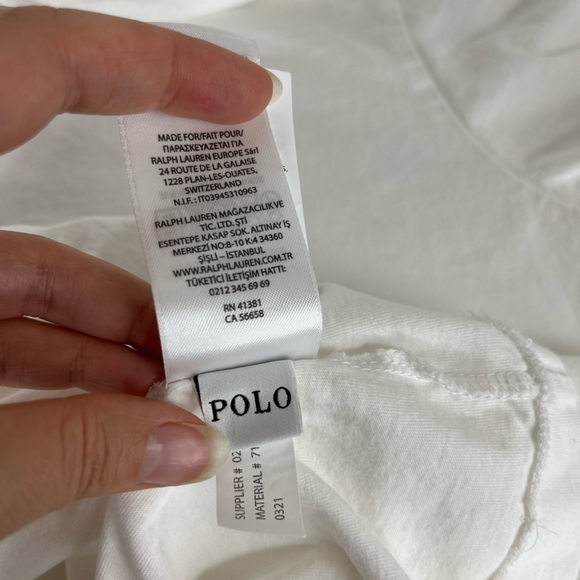 MADE FOR/FAIT POUR/
ΠΑΡΑΣΚΕΥΑΖΕΤΑΙ ΓΙΑ
RALPH LAUREN EUROPE Sàrl
24 ROUTE DE LA GALAISE
1228 PLAN-LES-OUATES,
SWITZERLAND
N.I.F.: IT03945310963
RALPH LAUREN MAĞAZACILIK VE
TİC. LTD. ŞTİ
ESENTEPE KASAP SOK. ALTINAY İŞ
MERKEZİ NO:8-10 K:4 34360
ŞİŞLİ - İSTANBUL
WWW.RALPHLAUREN.COM
TÜKETİCİ İLETİŞİM HATTI:
0212 345 69 69
RN 41381
CA 56658
POLO
SUPPLIER # 02
MATERIAL # 71
0321